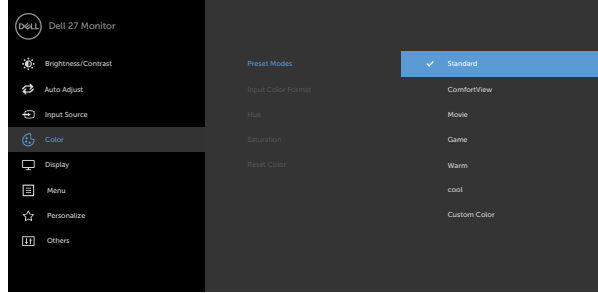 DELL
Dell 27 Monitor
Brightness/Contrast
Auto Adjust
Input Source
Color
Display
Menu
Personalize
Others
Preset Modes
Input Color Format
Hue
Saturation
Reset Color
Standard
ComfortView
Movie
Game
Warm
cool
Custom Color